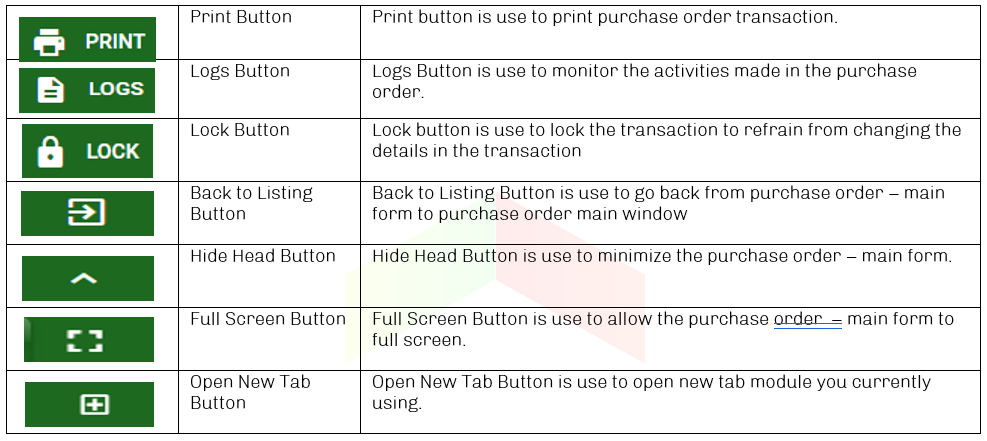 PRINT
Print Button
Print button is use to print purchase order transaction.
LOGS
Logs Button
Logs Button is use to monitor the activities made in the purchase
order.
LOCK
Lock Button
Lock button is use to lock the transaction to refrain from changing the
details in the transaction
Back to Listing
Button
Back to Listing Button is use to go back from purchase order – main
form to purchase order main window
Hide Head Button
Hide Head Button is use to minimize the purchase order – main form.
Full Screen Button
Full Screen Button is use to allow the purchase order – main form to
full screen.
Open New Tab
Button
Open New Tab Button is use to open new tab module you currently
using.